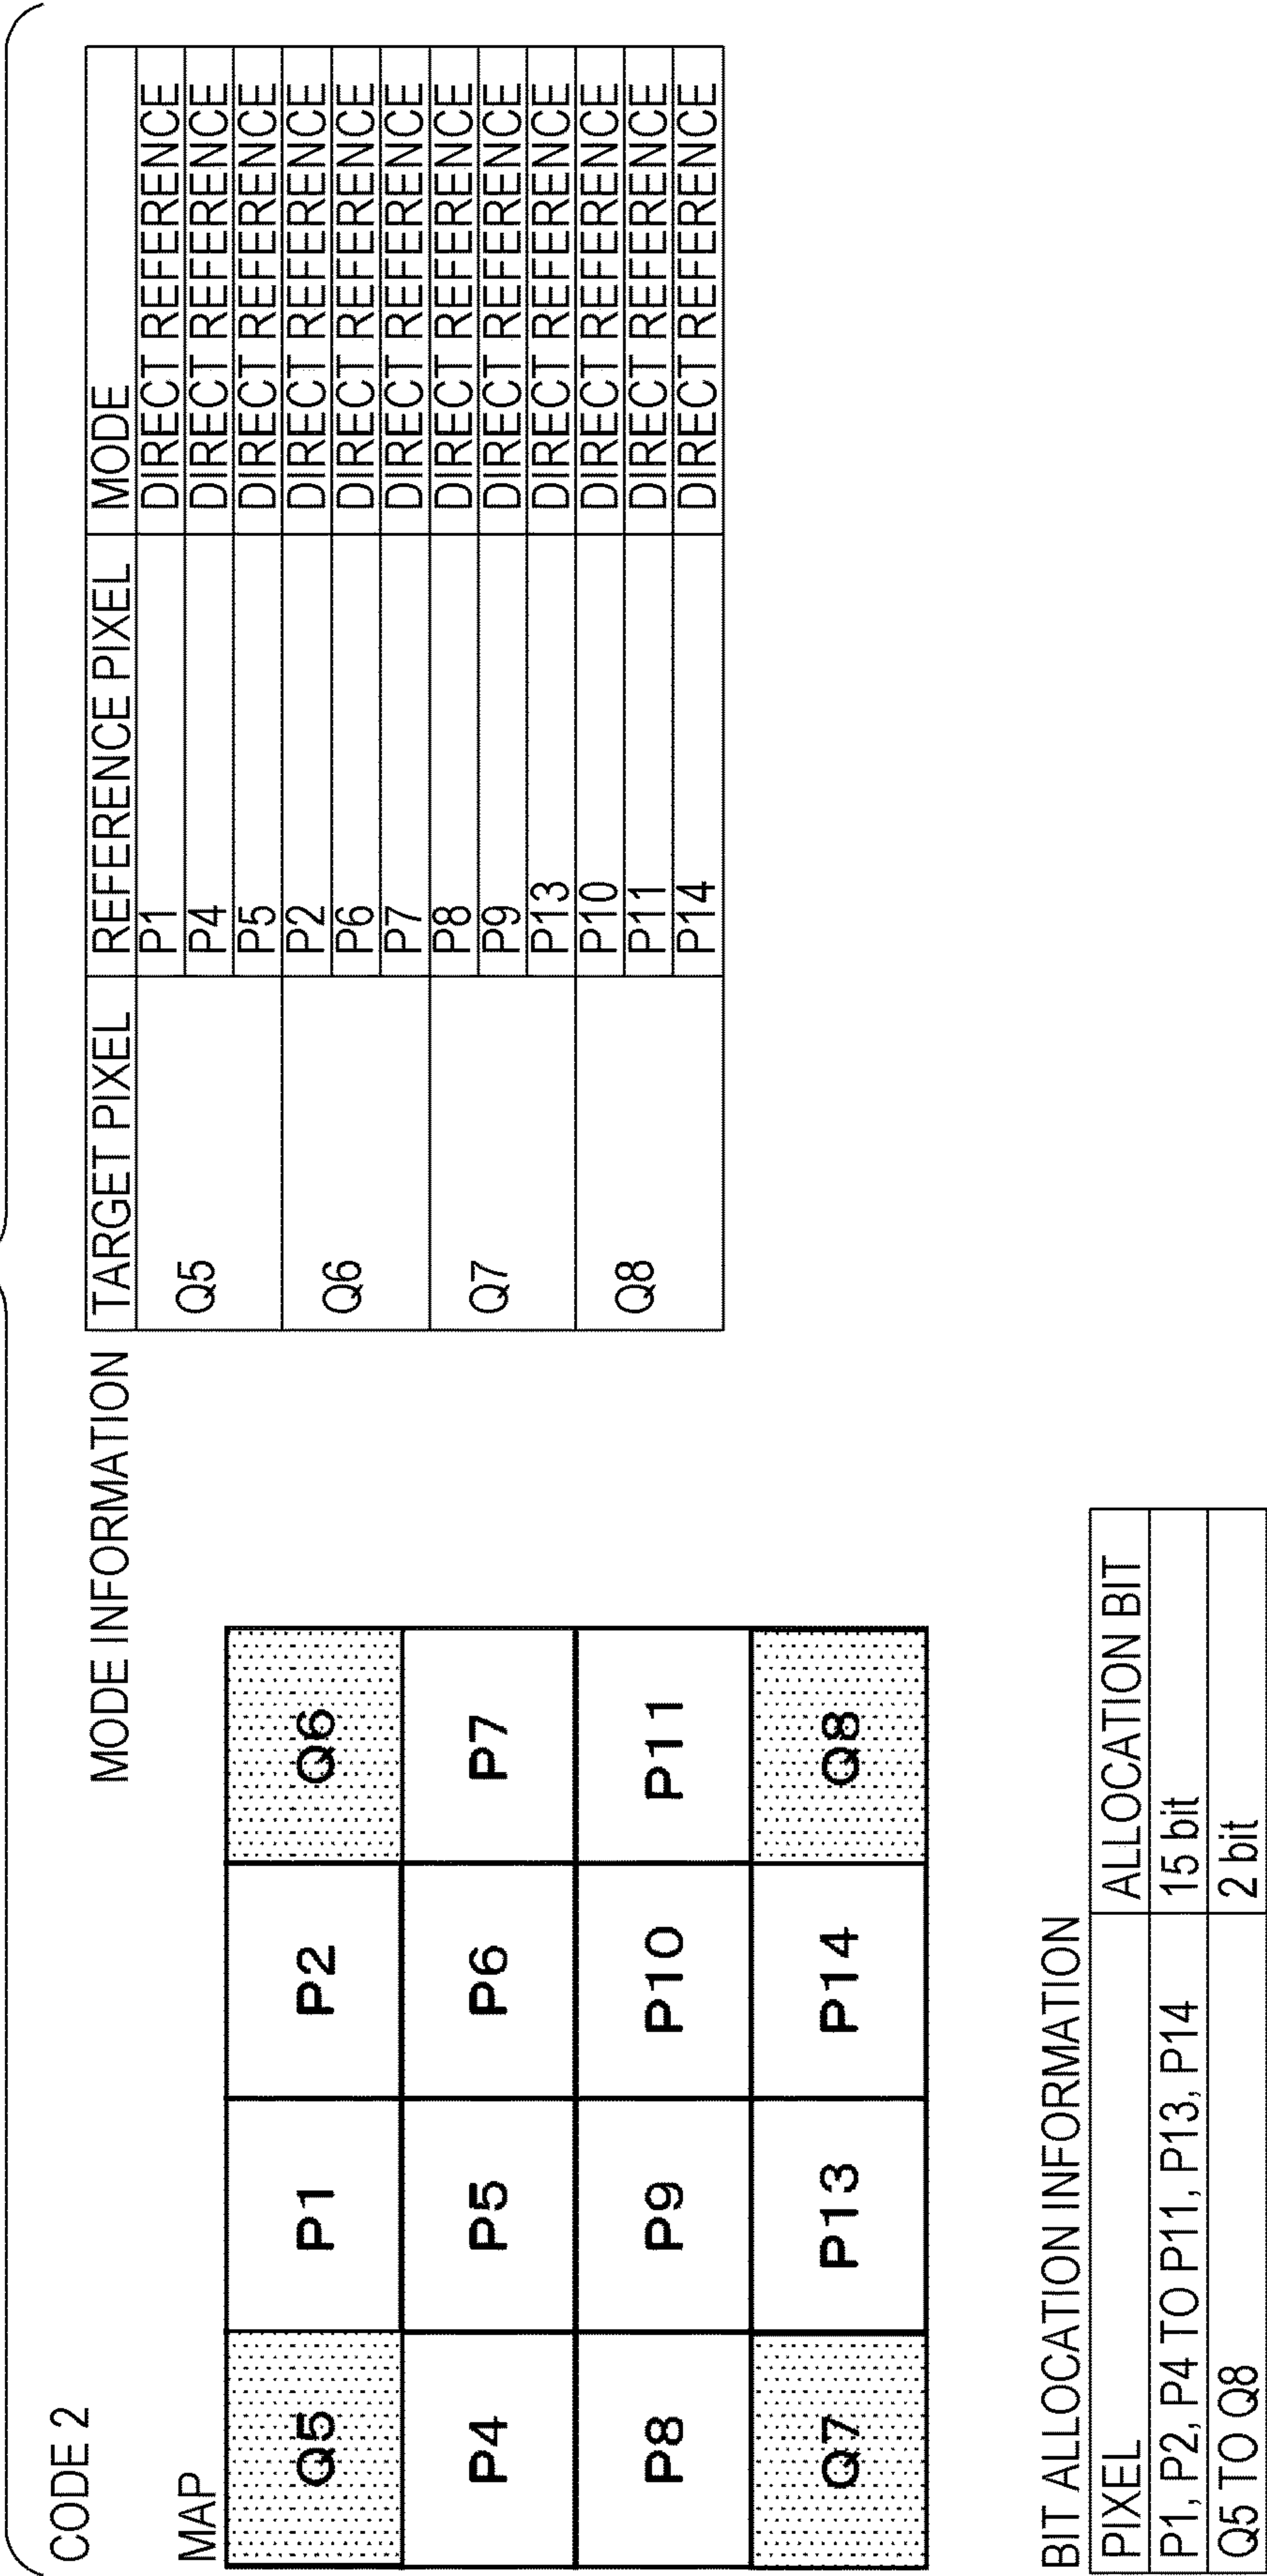 CODE 2
MAP
Q5 P1 P2 Q6
P4 P5 P6 P7
P8 P9 P10 P11
Q7 P13 P14 Q8
MODE INFORMATION
TARGET PIXEL REFERENCE PIXEL MODE
Q5 P1 DIRECT REFERENCE
P4 DIRECT REFERENCE
P5 DIRECT REFERENCE
Q6 P2 DIRECT REFERENCE
P6 DIRECT REFERENCE
P7 DIRECT REFERENCE
Q7 P8 DIRECT REFERENCE
P9 DIRECT REFERENCE
P13 DIRECT REFERENCE
Q8 P10 DIRECT REFERENCE
P11 DIRECT REFERENCE
P14 DIRECT REFERENCE
BIT ALLOCATION INFORMATION
PIXEL ALLOCATION BIT
P1, P2, P4 TO P11, P13, P14 15 bit
Q5 TO Q8 2 bit